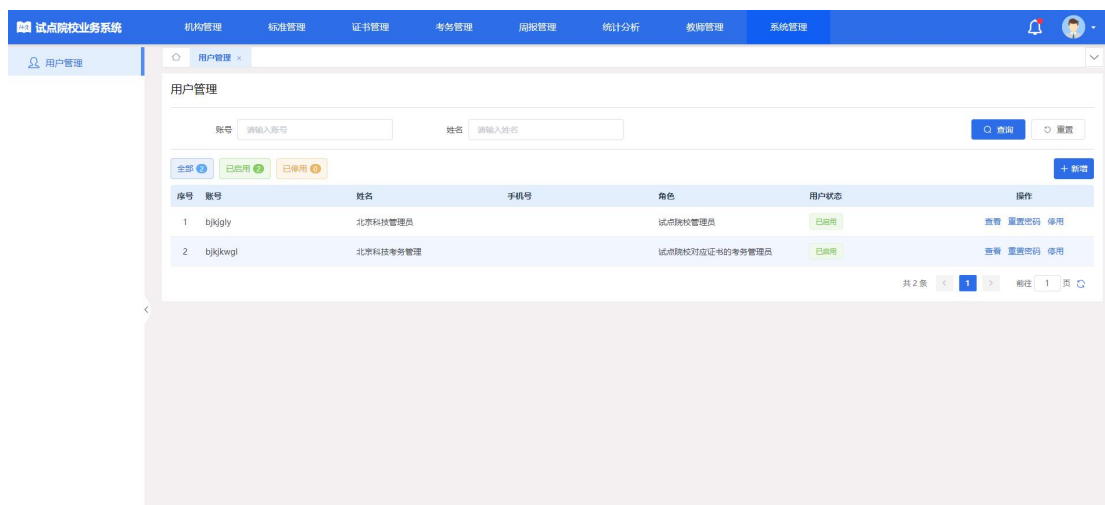 试点院校业务系统 机构管理 标准管理 证书管理 考务管理 周报管理 统计分析 教师管理 系统管理
用户管理 用户管理 ×
用户管理
账号 请输入账号 姓名 请输入姓名 查询 重置
全部 2 已启用 2 已停用 0 + 新增
序号 账号 姓名 手机号 角色 用户状态 操作
1 bjkjgly 北京科技管理员 试点院校管理员 已启用 查看 重置密码 停用
2 bjkjkwgl 北京科技考务管理 试点院校对应证书的考务管理员 已启用 查看 重置密码 停用
共 2 条 < 1 > 前往 1 页